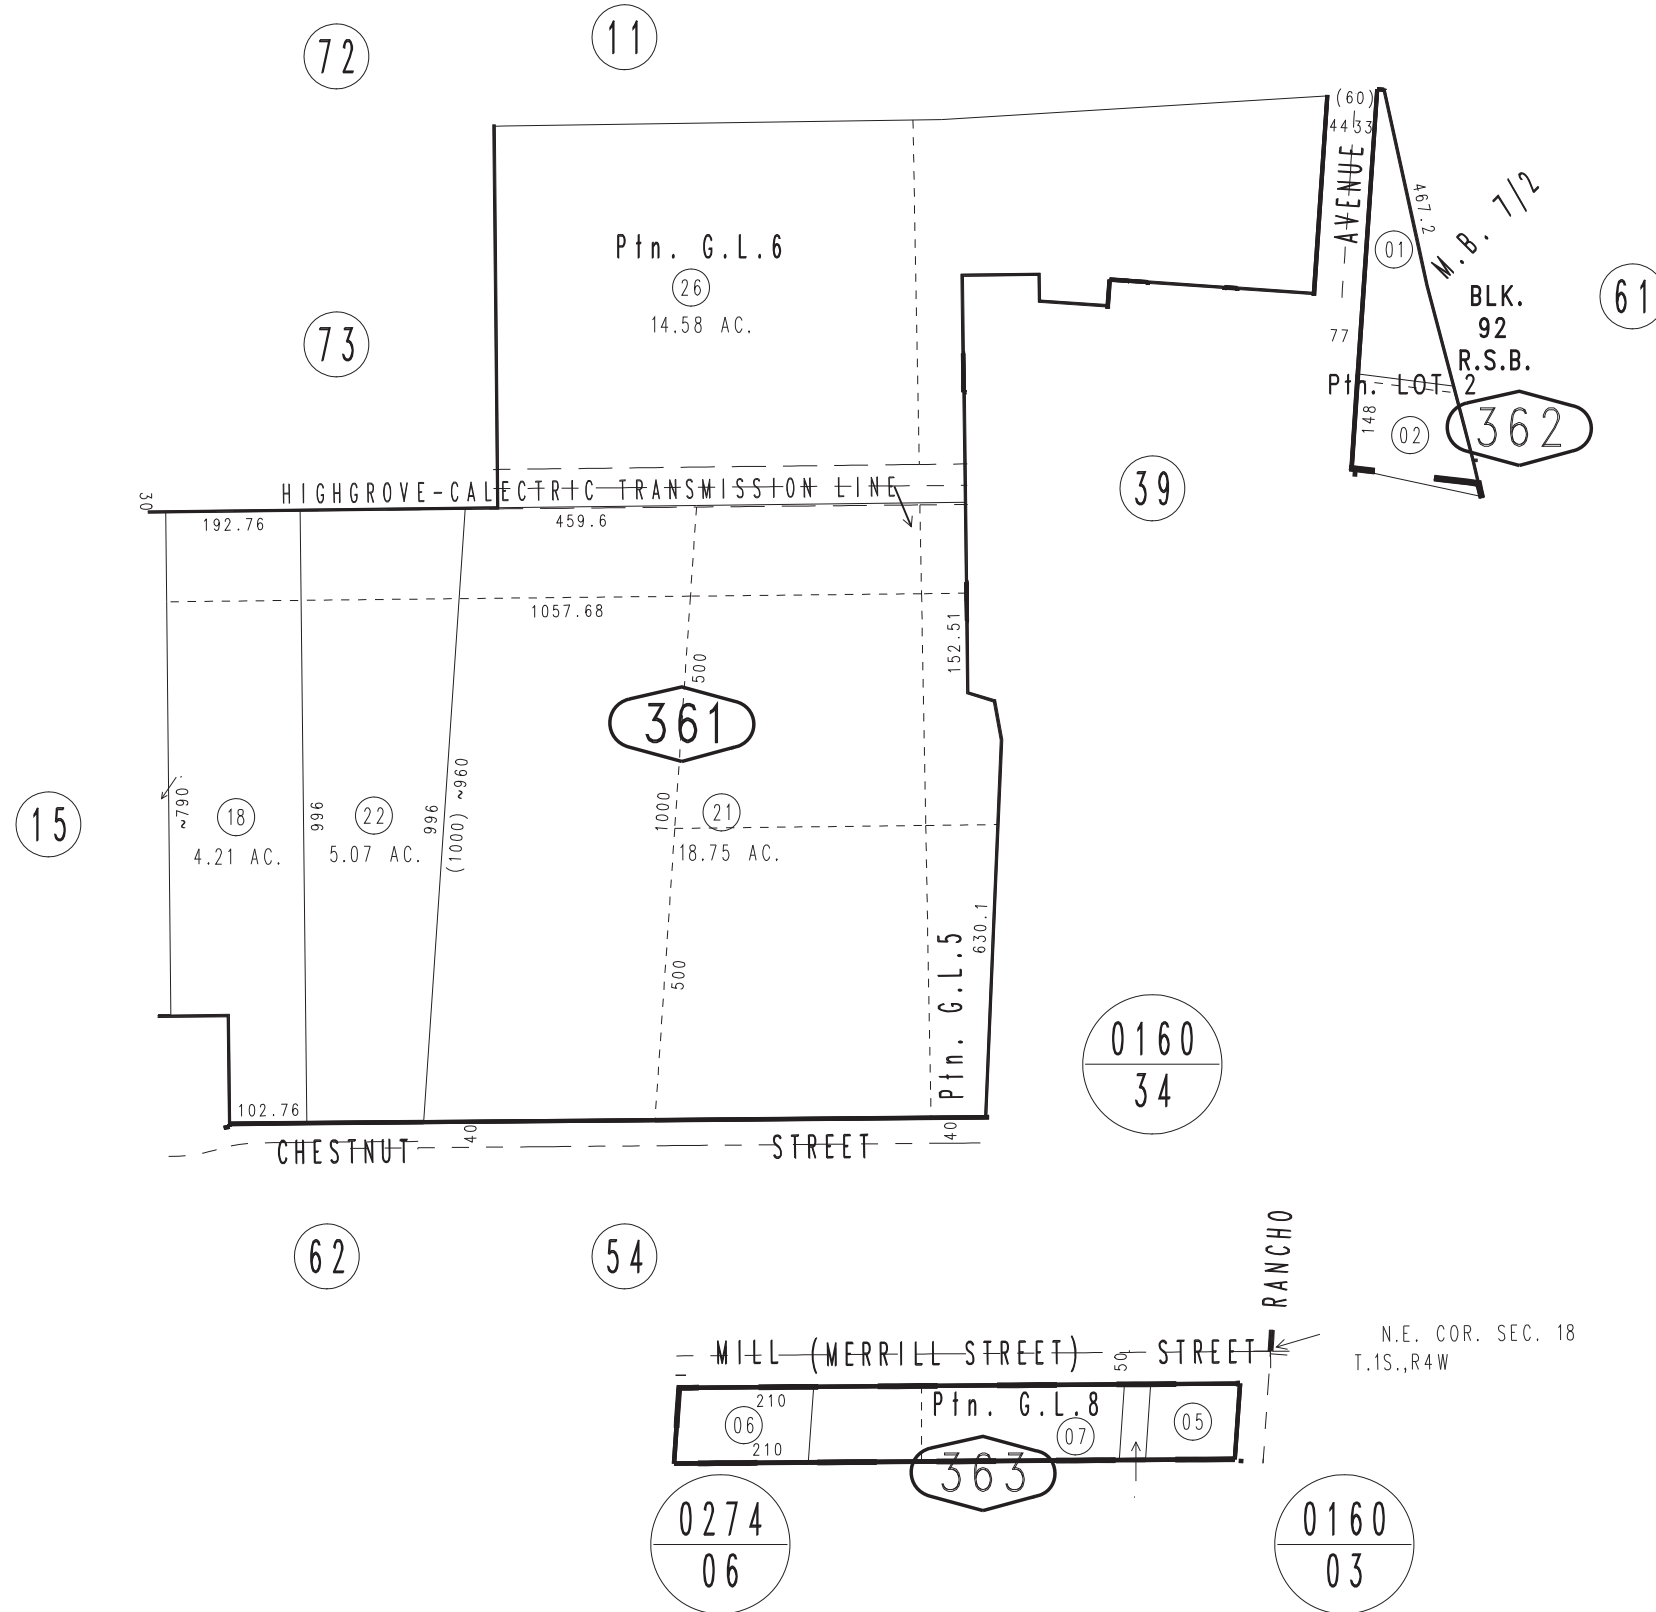 72
11
(60)
44 33
AVENUE
467.2
M.B. 7/2
Ptn. G.L.6
26
14.58 AC.
01
BLK.
92
R.S.B.
61
73
77
Ptn. LOT 2
148
02
362
39
30
HIGHGROVE-CALECTRIC TRANSMISSION LINE
192.76
459.6
1057.68
152.51
500
361
15
~790
18
4.21 AC.
996
22
5.07 AC.
996
(1000) ~960
1000
21
18.75 AC.
630.1
Ptn. G.L.5
500
0160
34
102.76
40
40
CHESTNUT STREET
62
54
RANCHO
MILL (MERRILL STREET) STREET
50
N.E. COR. SEC. 18
T.1S.,R4W
210
06
210
Ptn. G.L.8
07
05
363
0274
06
0160
03